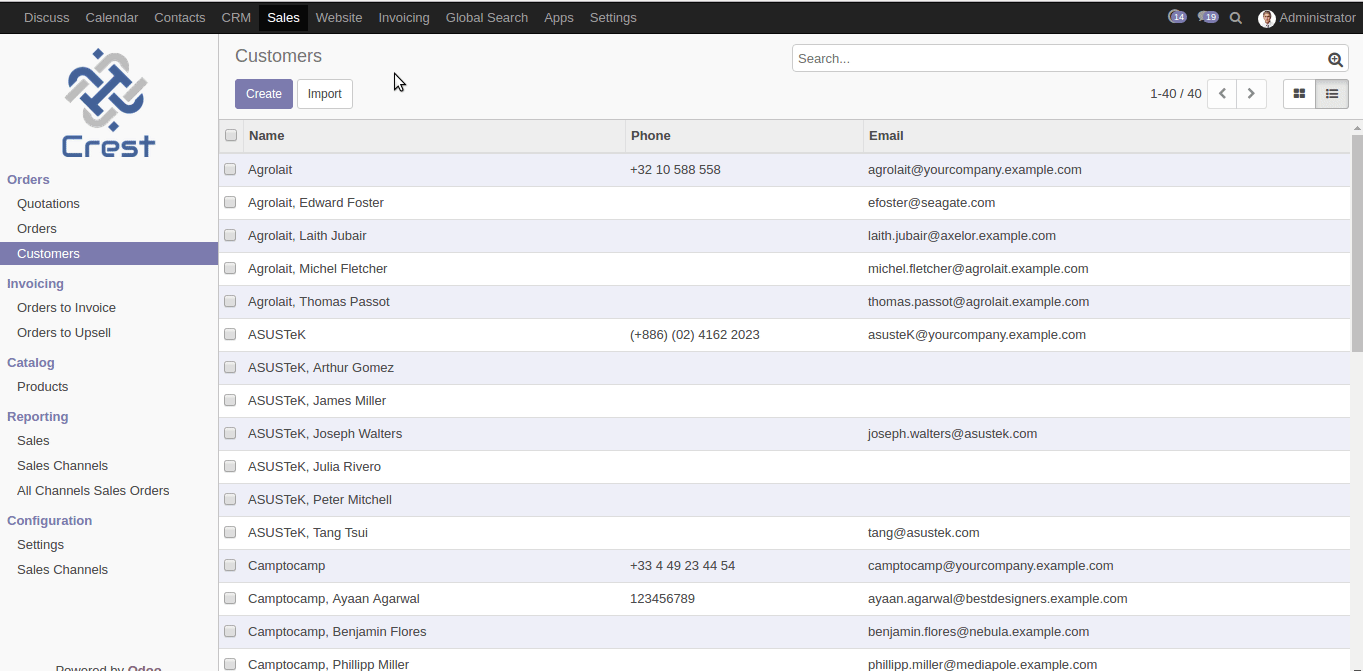 Discuss Calendar Contacts CRM Sales Website Invoicing Global Search Apps Settings 14 19 Administrator
Crest
Orders
Quotations
Orders
Customers
Invoicing
Orders to Invoice
Orders to Upsell
Catalog
Products
Reporting
Sales
Sales Channels
All Channels Sales Orders
Configuration
Settings
Sales Channels
Powered by Odoo
Customers
Search...
Create Import 1-40 / 40
Name Phone Email
Agrolait +32 10 588 558 agrolait@yourcompany.example.com
Agrolait, Edward Foster efoster@seagate.com
Agrolait, Laith Jubair laith.jubair@axelor.example.com
Agrolait, Michel Fletcher michel.fletcher@agrolait.example.com
Agrolait, Thomas Passot thomas.passot@agrolait.example.com
ASUSTeK (+886) (02) 4162 2023 asusteK@yourcompany.example.com
ASUSTeK, Arthur Gomez
ASUSTeK, James Miller
ASUSTeK, Joseph Walters joseph.walters@asustek.com
ASUSTeK, Julia Rivero
ASUSTeK, Peter Mitchell
ASUSTeK, Tang Tsui tang@asustek.com
Camptocamp +33 4 49 23 44 54 camptocamp@yourcompany.example.com
Camptocamp, Ayaan Agarwal 123456789 ayaan.agarwal@bestdesigners.example.com
Camptocamp, Benjamin Flores benjamin.flores@nebula.example.com
Camptocamp, Phillipp Miller phillipp.miller@mediapole.example.com